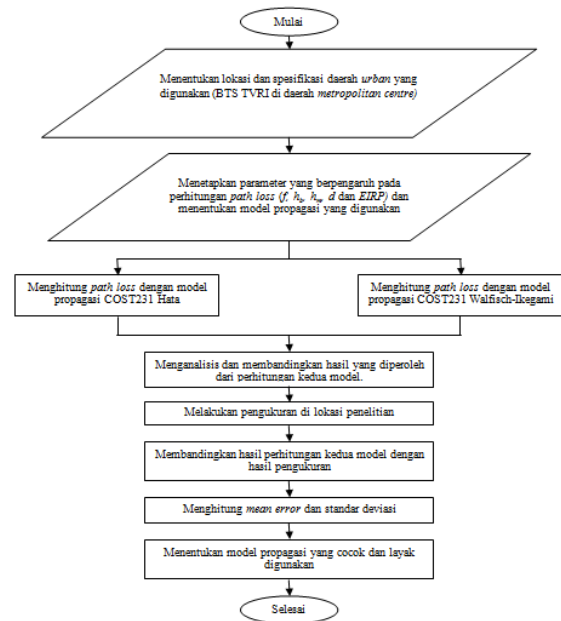 Mulai
Menentukan lokasi dan spesifikasi daerah urban yang
digunakan (BTS TVRI di daerah metropolitan centre)
Menetapkan parameter yang berpengaruh pada
perhitungan path loss (f, hb, hm, d dan EIRP) dan
menentukan model propagasi yang digunakan
Menghitung path loss dengan model
propagasi COST231 Hata
Menghitung path loss dengan model
propagasi COST231 Walfisch-Ikegami
Menganalisis dan membandingkan hasil yang diperoleh
dari perhitungan kedua model.
Melakukan pengukuran di lokasi penelitian
Membandingkan hasil perhitungan kedua model dengan
hasil pengukuran
Menghitung mean error dan standar deviasi
Menentukan model propagasi yang cocok dan layak
digunakan
Selesai